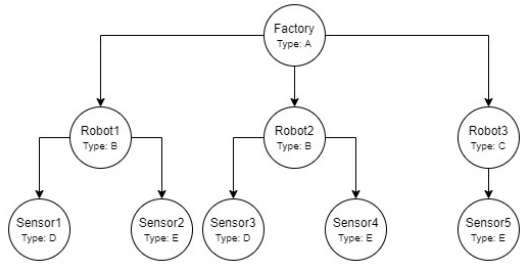 Factory
Type: A
Robot1
Type: B
Robot2
Type: B
Robot3
Type: C
Sensor1
Type: D
Sensor2
Type: E
Sensor3
Type: D
Sensor4
Type: E
Sensor5
Type: E